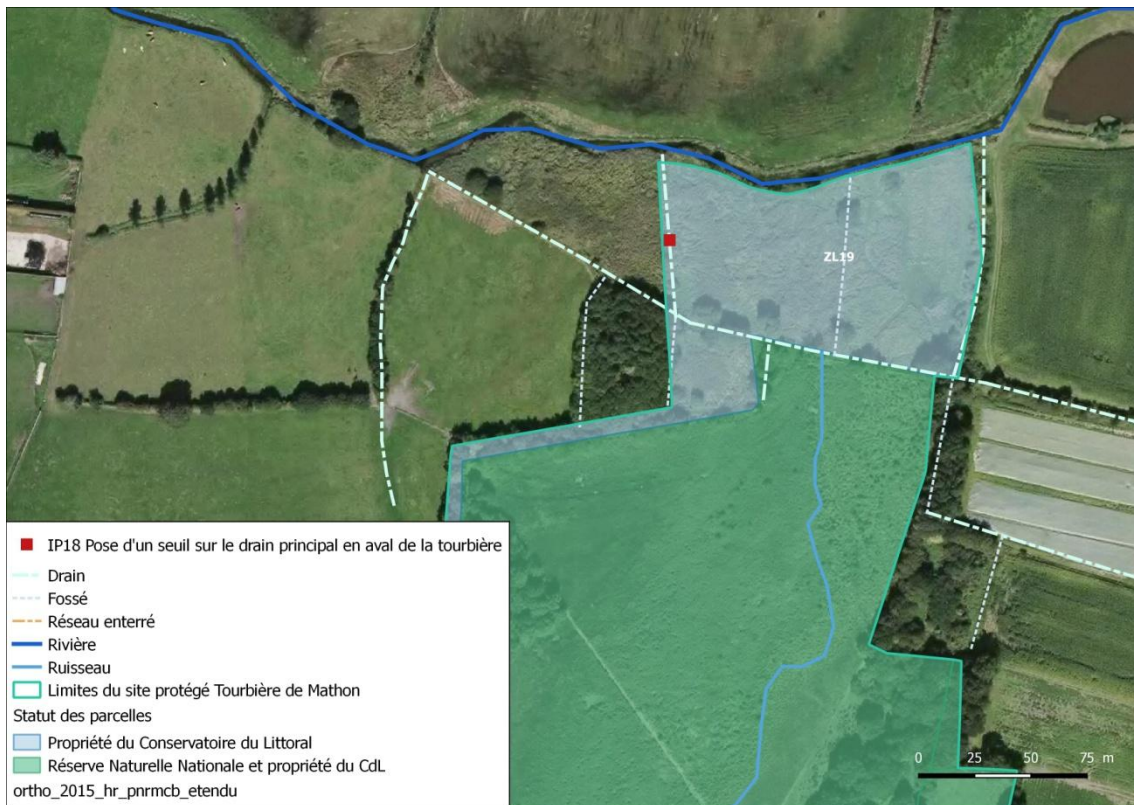 ZL19
IP18 Pose d'un seuil sur le drain principal en aval de la tourbière
Drain
Fossé
Réseau enterré
Rivière
Ruisseau
Limites du site protégé Tourbière de Mathon
Statut des parcelles
Propriété du Conservatoire du Littoral
Réserve Naturelle Nationale et propriété du CdL
ortho_2015_hr_pnrmcb_etendu
0 25 50 75 m